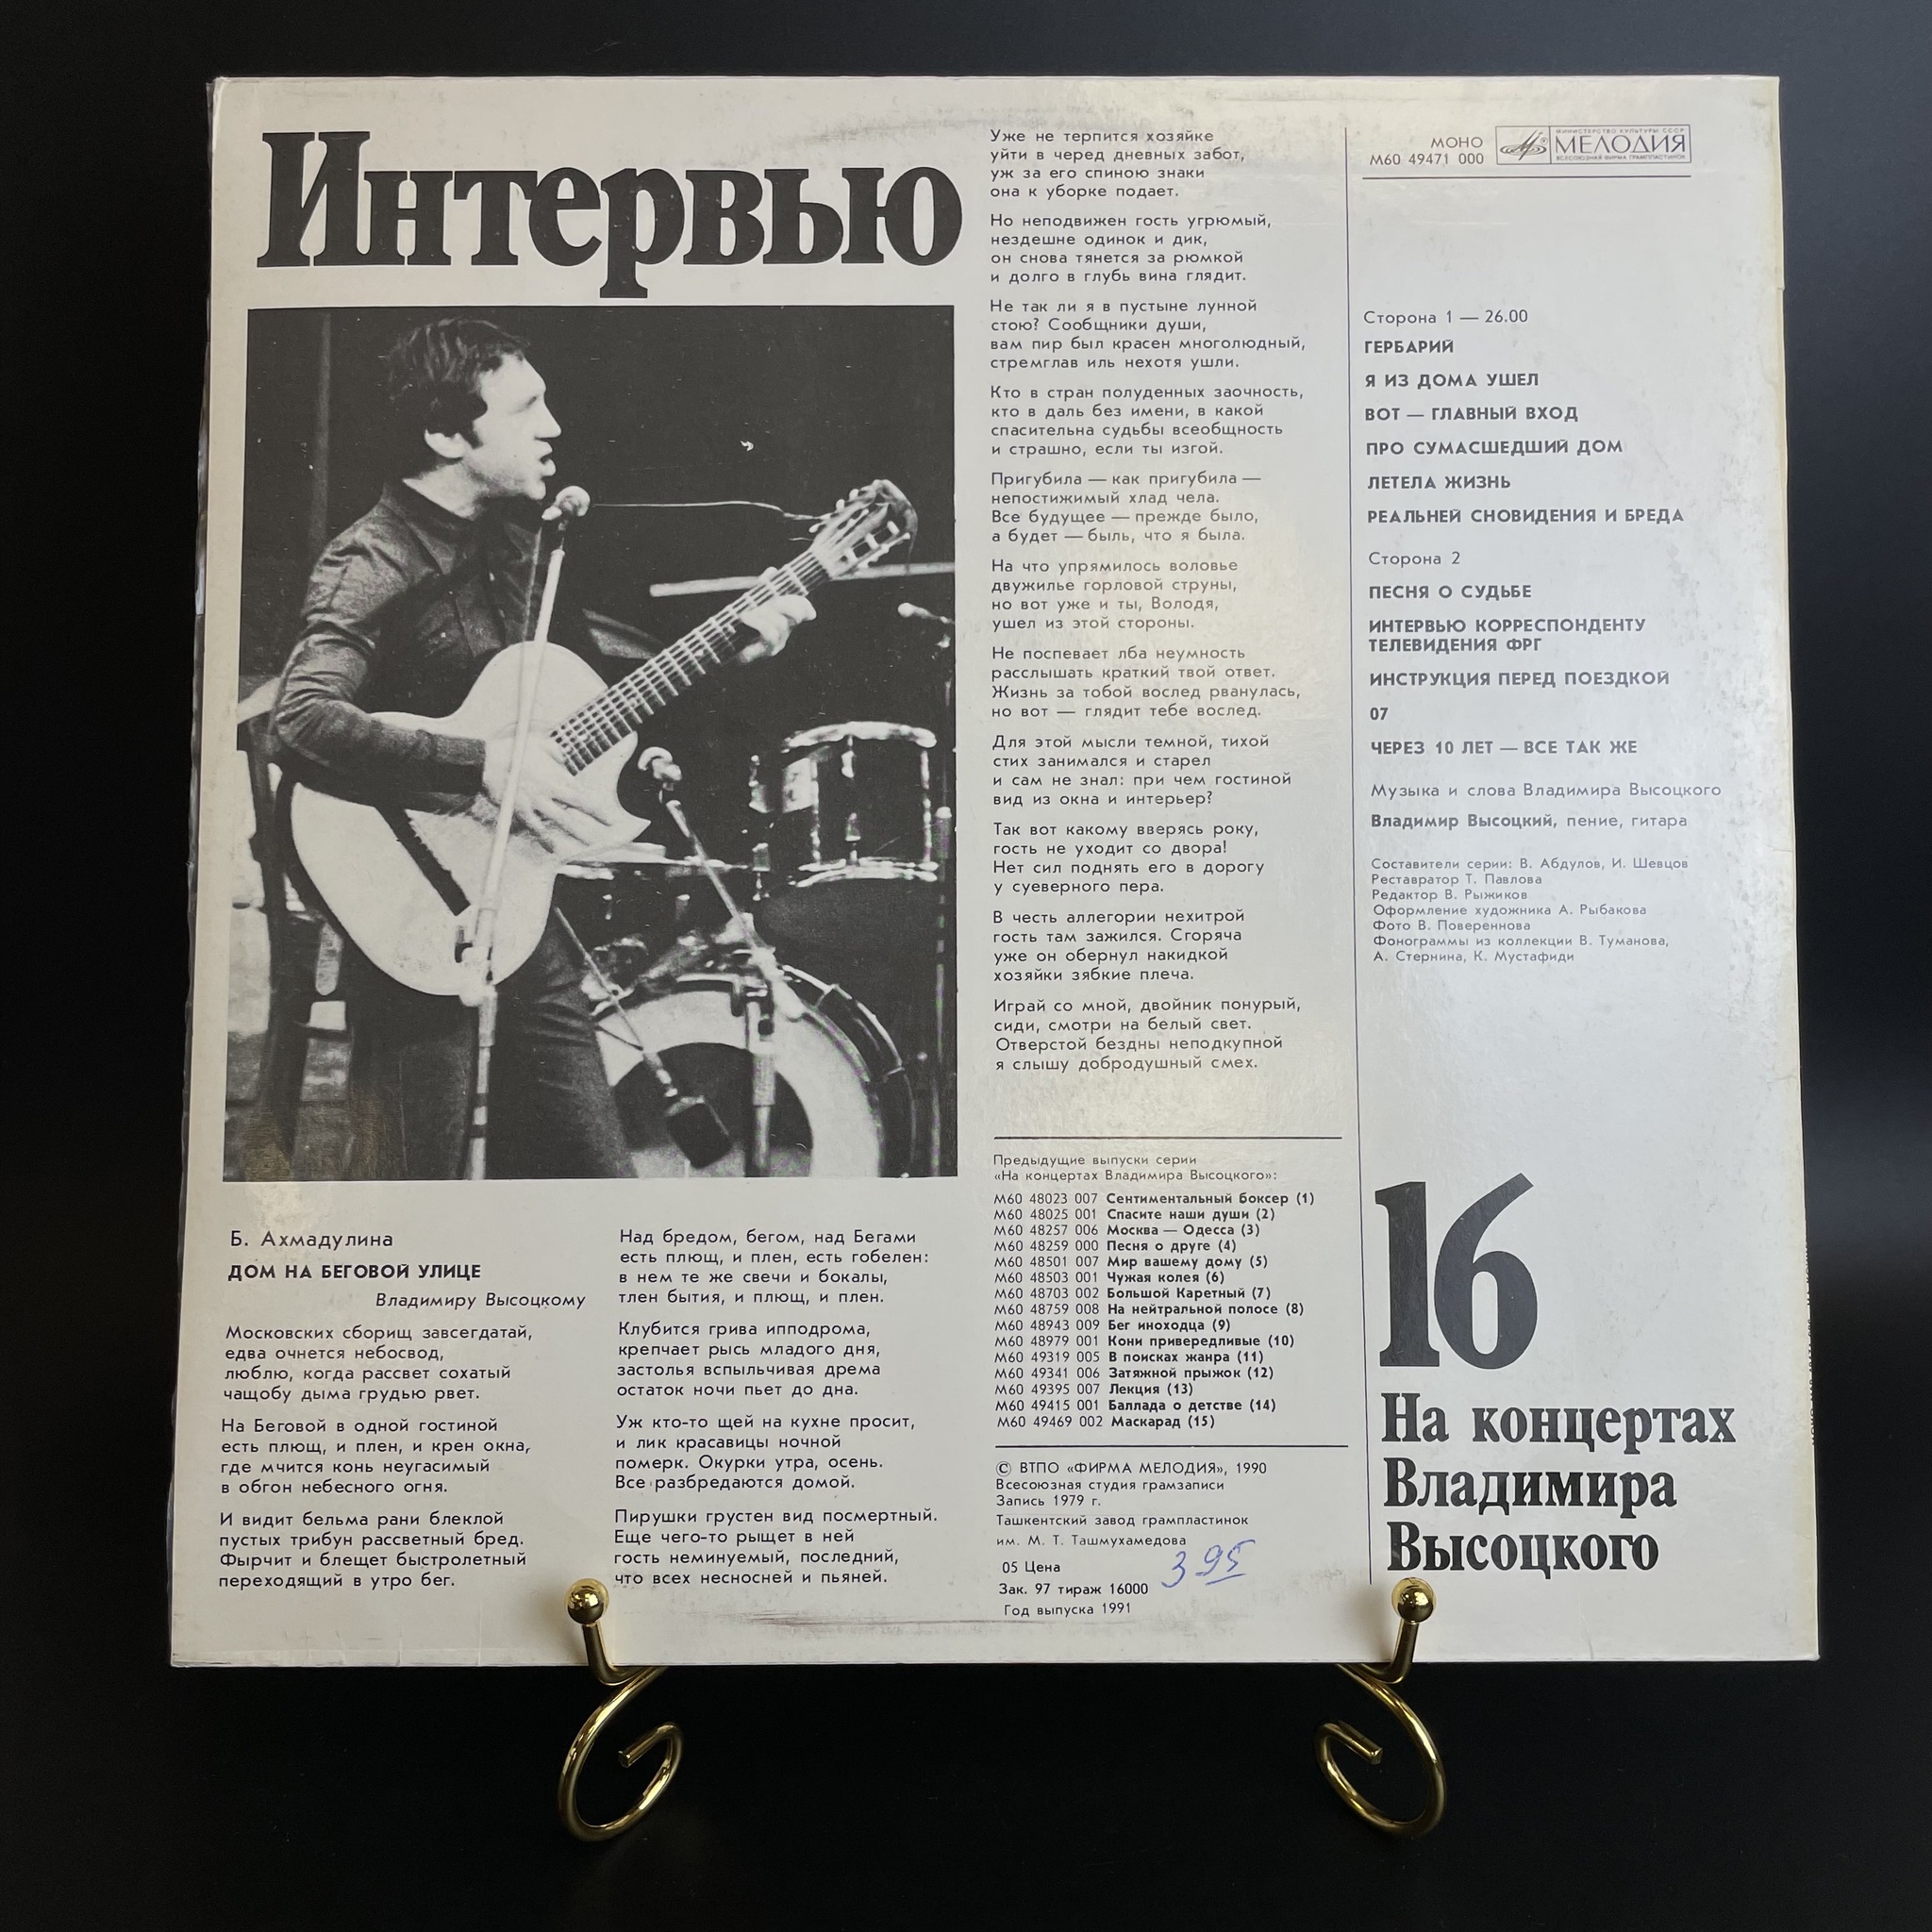 Интервью
Б. Ахмадулина
ДОМ НА БЕГОВОЙ УЛИЦЕ
Владимиру Высоцкому
Московских сборищ завсегдатай,
едва очнется небосвод,
люблю, когда рассвет сохатый
чащобу дыма грудью рвет.
На Беговой в одной гостиной
есть плющ, и плен, и крен окна,
где мчится конь неугасимый
в обгон небесного огня.
И видит бельма рани блеклой
пустых трибун рассветный бред.
Фырчит и блещет быстролетный
переходящий в утро бег.
Над бредом, бегом, над Бегами
есть плющ, и плен, есть гобелен:
в нем те же свечи и бокалы,
тлен бытия, и плющ, и плен.
Клубится грива ипподрома,
крепчает рысь младого дня,
застолья вспыльчивая дрема
остаток ночи пьет до дна.
Уж кто-то щей на кухне просит,
и лик красавицы ночной
померк. Окурки утра, осень.
Все разбредаются домой.
Пирушки грустен вид посмертный.
Еще чего-то рыщет в ней
гость неминуемый, последний,
что всех несносней и пьяней.
Уже не терпится хозяйке
уйти в черед дневных забот,
уж за его спиною знаки
она к уборке подает.
Но неподвижен гость угрюмый,
нездешне одинок и дик,
он снова тянется за рюмкой
и долго в глубь вина глядит.
Не так ли я в пустыне лунной
стою? Сообщники души,
вам пир был красен многолюдный,
стремглав иль нехотя ушли.
Кто в стран полуденных заочность,
кто в даль без имени, в какой
спасительна судьбы всеобщность
и страшно, если ты изгой.
Пригубила — как пригубила —
непостижимый хлад чела.
Все будущее — прежде было,
а будет — быль, что я была.
На что упрямилось воловье
двужилье горловой струны,
но вот уже и ты, Володя,
ушел из этой стороны.
Не поспевает лба неумность
расслышать краткий твой ответ.
Жизнь за тобой вослед рванулась,
но вот — глядит тебе вослед.
Для этой мысли темной, тихой
стих занимался и старел
и сам не знал: при чем гостиной
вид из окна и интерьер?
Так вот какому вверясь року,
гость не уходит со двора!
Нет сил поднять его в дорогу
у суеверного пера.
В честь аллегории нехитрой
гость там зажился. Сгоряча
уже он обернул накидкой
хозяйки зябкие плеча.
Играй со мной, двойник понурый,
сиди, смотри на белый свет.
Отверстой бездны неподкупной
я слышу добродушный смех.
Предыдущие выпуски серии
«На концертах Владимира Высоцкого»:
М60 48023 007 Сентиментальный боксер (1)
М60 48025 001 Спасите наши души (2)
М60 48257 006 Москва — Одесса (3)
М60 48259 000 Песня о друге (4)
М60 48501 007 Мир вашему дому (5)
М60 48503 001 Чужая колея (6)
М60 48703 002 Большой Каретный (7)
М60 48759 008 На нейтральной полосе (8)
М60 48943 009 Бег иноходца (9)
М60 48979 001 Кони привередливые (10)
М60 49319 005 В поисках жанра (11)
М60 49341 006 Затяжной прыжок (12)
М60 49395 007 Лекция (13)
М60 49415 001 Баллада о детстве (14)
М60 49469 002 Маскарад (15)
© ВТПО «ФИРМА МЕЛОДИЯ», 1990
Всесоюзная студия грамзаписи
Запись 1979 г.
Ташкентский завод грампластинок
им. М. Т. Ташмухамедова
05 Цена 3 95
Зак. 97 тираж 16000
Год выпуска 1991
МОНО
М60 49471 000
МИНИСТЕРСТВО КУЛЬТУРЫ СССР
МЕЛОДИЯ
ВСЕСОЮЗНАЯ ФИРМА ГРАМПЛАСТИНОК
Сторона 1 — 26.00
ГЕРБАРИЙ
Я ИЗ ДОМА УШЕЛ
ВОТ — ГЛАВНЫЙ ВХОД
ПРО СУМАСШЕДШИЙ ДОМ
ЛЕТЕЛА ЖИЗНЬ
РЕАЛЬНЕЙ СНОВИДЕНИЯ И БРЕДА
Сторона 2
ПЕСНЯ О СУДЬБЕ
ИНТЕРВЬЮ КОРРЕСПОНДЕНТУ
ТЕЛЕВИДЕНИЯ ФРГ
ИНСТРУКЦИЯ ПЕРЕД ПОЕЗДКОЙ
07
ЧЕРЕЗ 10 ЛЕТ — ВСЕ ТАК ЖЕ
Музыка и слова Владимира Высоцкого
Владимир Высоцкий, пение, гитара
Составители серии: В. Абдулов, И. Шевцов
Реставратор Т. Павлова
Редактор В. Рыжиков
Оформление художника А. Рыбакова
Фото В. Поверенновa
Фонограммы из коллекции В. Туманова,
А. Стернина, К. Мустафиди
16
На концертах
Владимира
Высоцкого